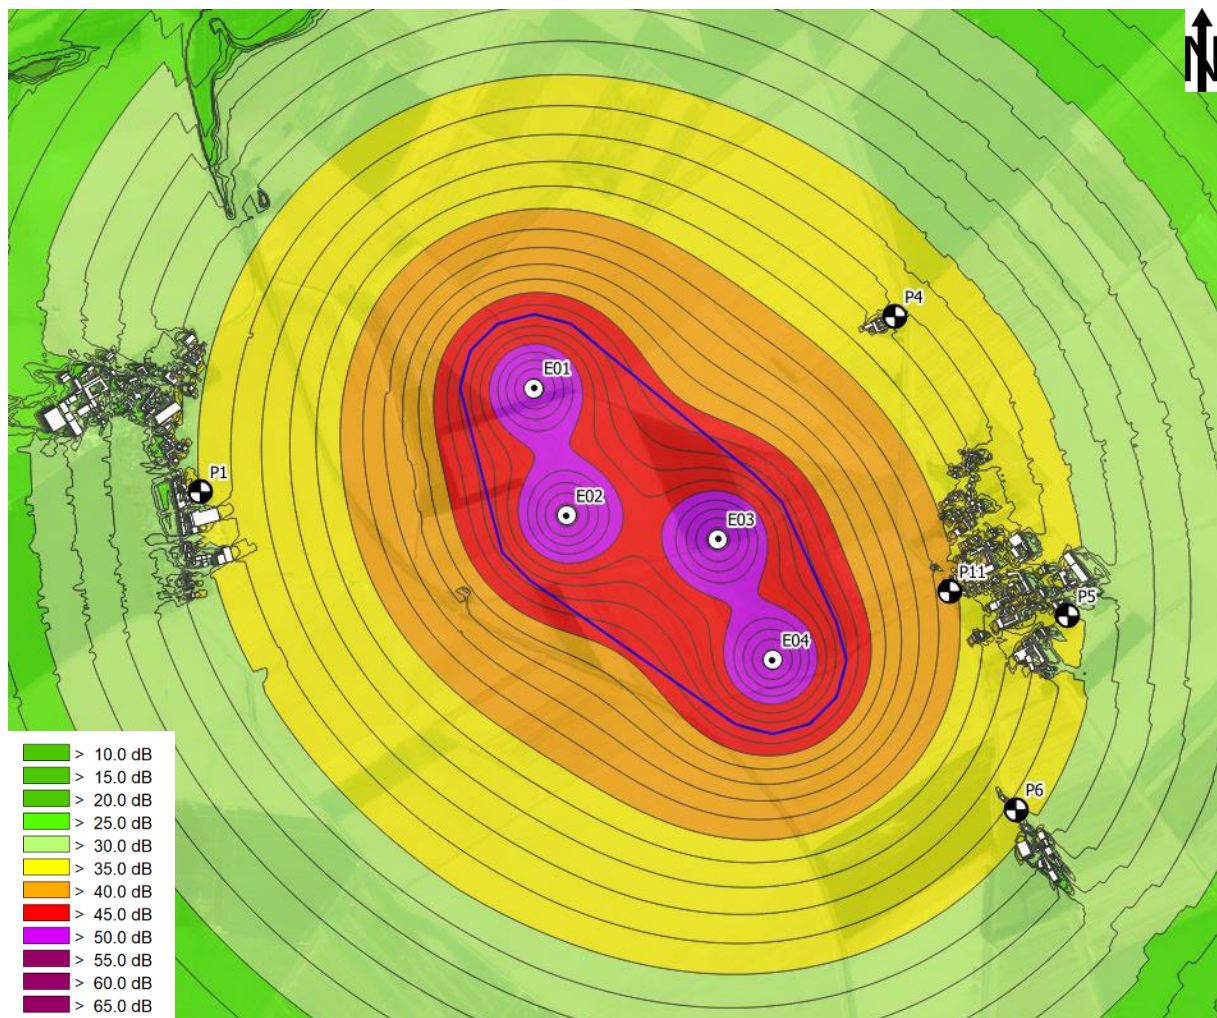 N
P4
E01
P1
E02
E03
P11
P5
E04
P6
> 10.0 dB
> 15.0 dB
> 20.0 dB
> 25.0 dB
> 30.0 dB
> 35.0 dB
> 40.0 dB
> 45.0 dB
> 50.0 dB
> 55.0 dB
> 60.0 dB
> 65.0 dB